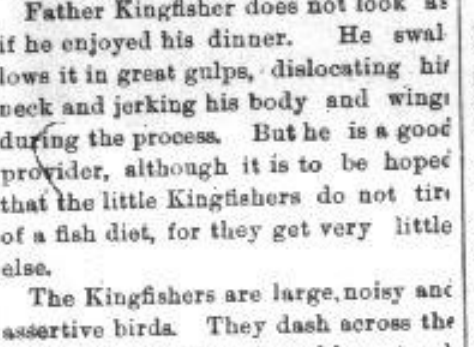 Father Kingfisher does not look as
if he enjoyed his dinner. He swal-
lows it in great gulps, dislocating his
neck and jerking his body and wings
during the process. But he is a good
provider, although it is to be hoped
that the little Kingfishers do not tire
of a fish diet, for they get very little
else.
The Kingfishers are large, noisy and
assertive birds. They dash across the